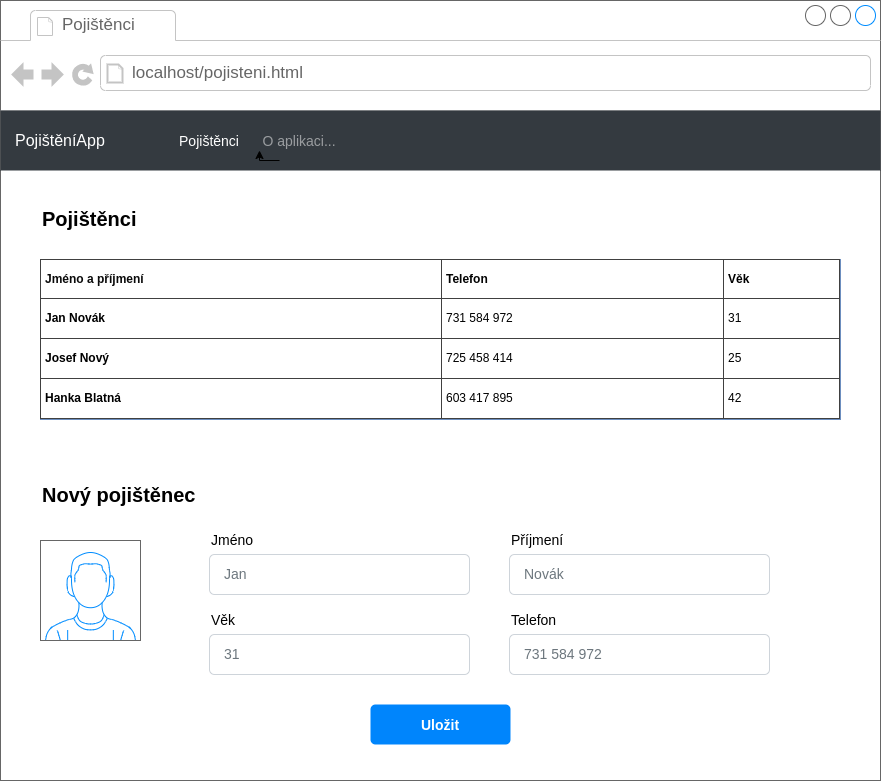 Pojištěnci
localhost/pojisteni.html
PojištěníApp Pojištěnci O aplikaci...
Pojištěnci
Jméno a příjmení Telefon Věk
Jan Novák 731 584 972 31
Josef Nový 725 458 414 25
Hanka Blatná 603 417 895 42
Nový pojištěnec
Jméno Příjmení
Jan Novák
Věk Telefon
31 731 584 972
Uložit